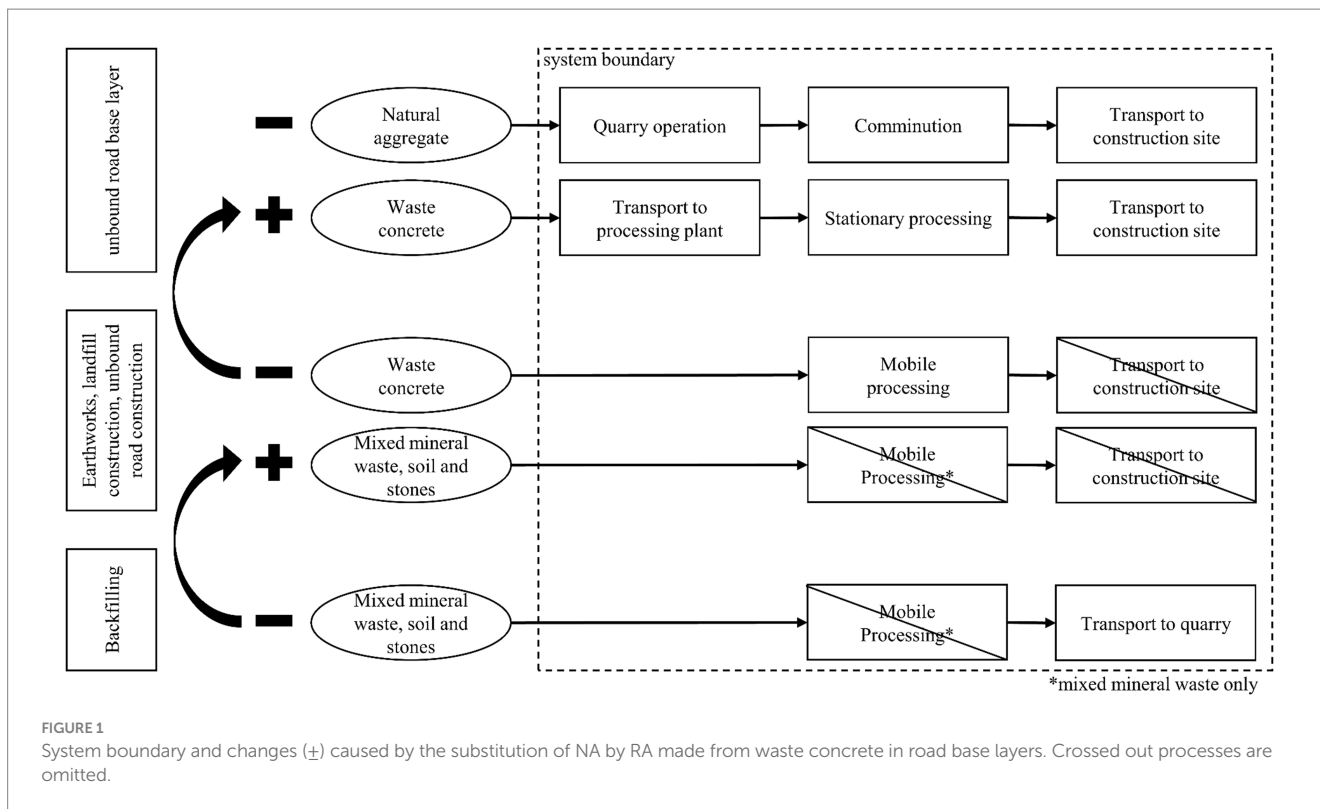 system boundary
unbound road base layer
Natural
aggregate
Quarry operation
Comminution
Transport to
construction site
Waste
concrete
Transport to
processing plant
Stationary processing
Transport to
construction site
Earthworks, landfill
construction, unbound
road construction
Waste
concrete
Mobile
processing
Transport to
construction site
Mixed mineral
waste, soil and
stones
Mobile
Processing*
Transport to
construction site
Backfilling
Mixed mineral
waste, soil and
stones
Mobile
Processing*
Transport to quarry
*mixed mineral waste only
FIGURE 1
System boundary and changes (±) caused by the substitution of NA by RA made from waste concrete in road base layers. Crossed out processes are
omitted.